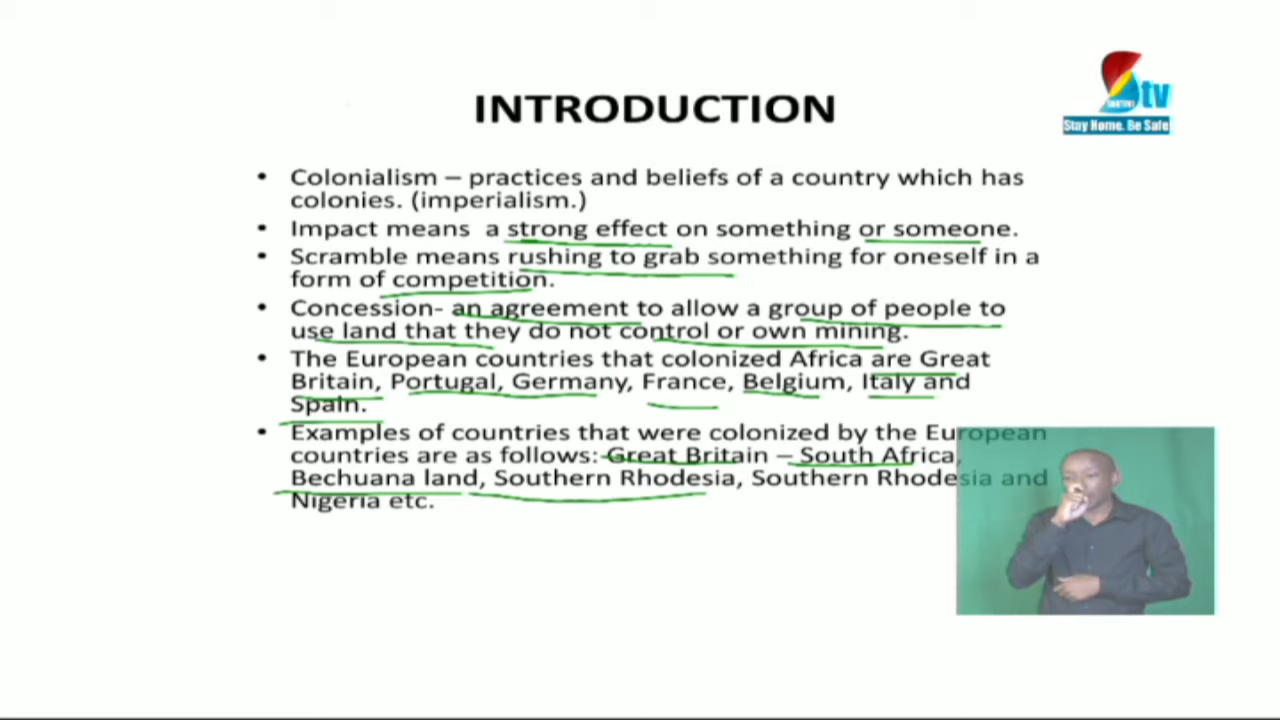 INTRODUCTION
tv
Stay Home. Be Safe
• Colonialism – practices and beliefs of a country which has
colonies. (imperialism.)
• Impact means a strong effect on something or someone.
• Scramble means rushing to grab something for oneself in a
form of competition.
• Concession- an agreement to allow a group of people to
use land that they do not control or own mining.
• The European countries that colonized Africa are Great
Britain, Portugal, Germany, France, Belgium, Italy and
Spain.
• Examples of countries that were colonized by the European
countries are as follows: Great Britain – South Africa,
Bechuana land, Southern Rhodesia, Southern Rhodesia and
Nigeria etc.